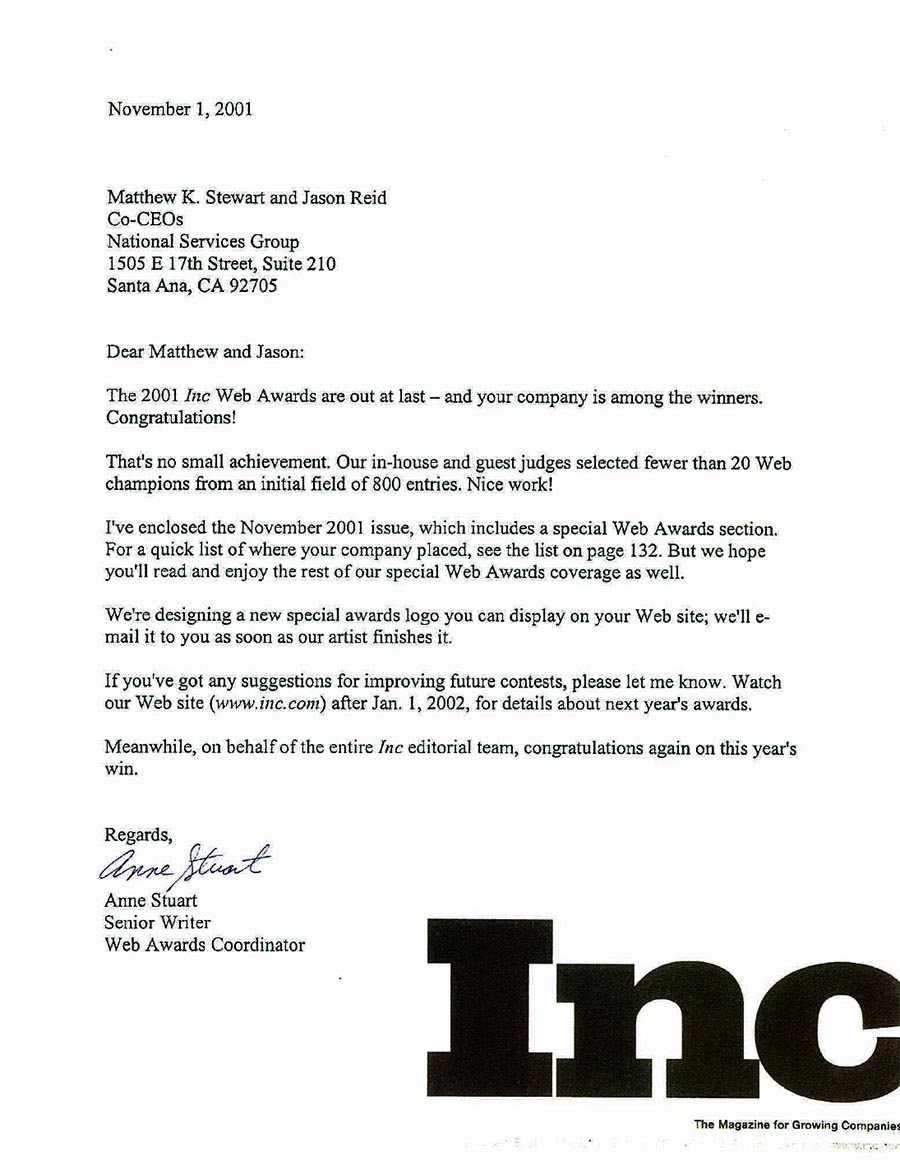 November 1, 2001
Matthew K. Stewart and Jason Reid
Co-CEOs
National Services Group
1505 E 17th Street, Suite 210
Santa Ana, CA 92705
Dear Matthew and Jason:
The 2001 Inc Web Awards are out at last – and your company is among the winners.
Congratulations!
That's no small achievement. Our in-house and guest judges selected fewer than 20 Web
champions from an initial field of 800 entries. Nice work!
I've enclosed the November 2001 issue, which includes a special Web Awards section.
For a quick list of where your company placed, see the list on page 132. But we hope
you'll read and enjoy the rest of our special Web Awards coverage as well.
We're designing a new special awards logo you can display on your Web site; we'll e-
mail it to you as soon as our artist finishes it.
If you've got any suggestions for improving future contests, please let me know. Watch
our Web site (www.inc.com) after Jan. 1, 2002, for details about next year's awards.
Meanwhile, on behalf of the entire Inc editorial team, congratulations again on this year's
win.
Regards,
Anne Stuart
Anne Stuart
Senior Writer
Web Awards Coordinator
Inc
The Magazine for Growing Companies